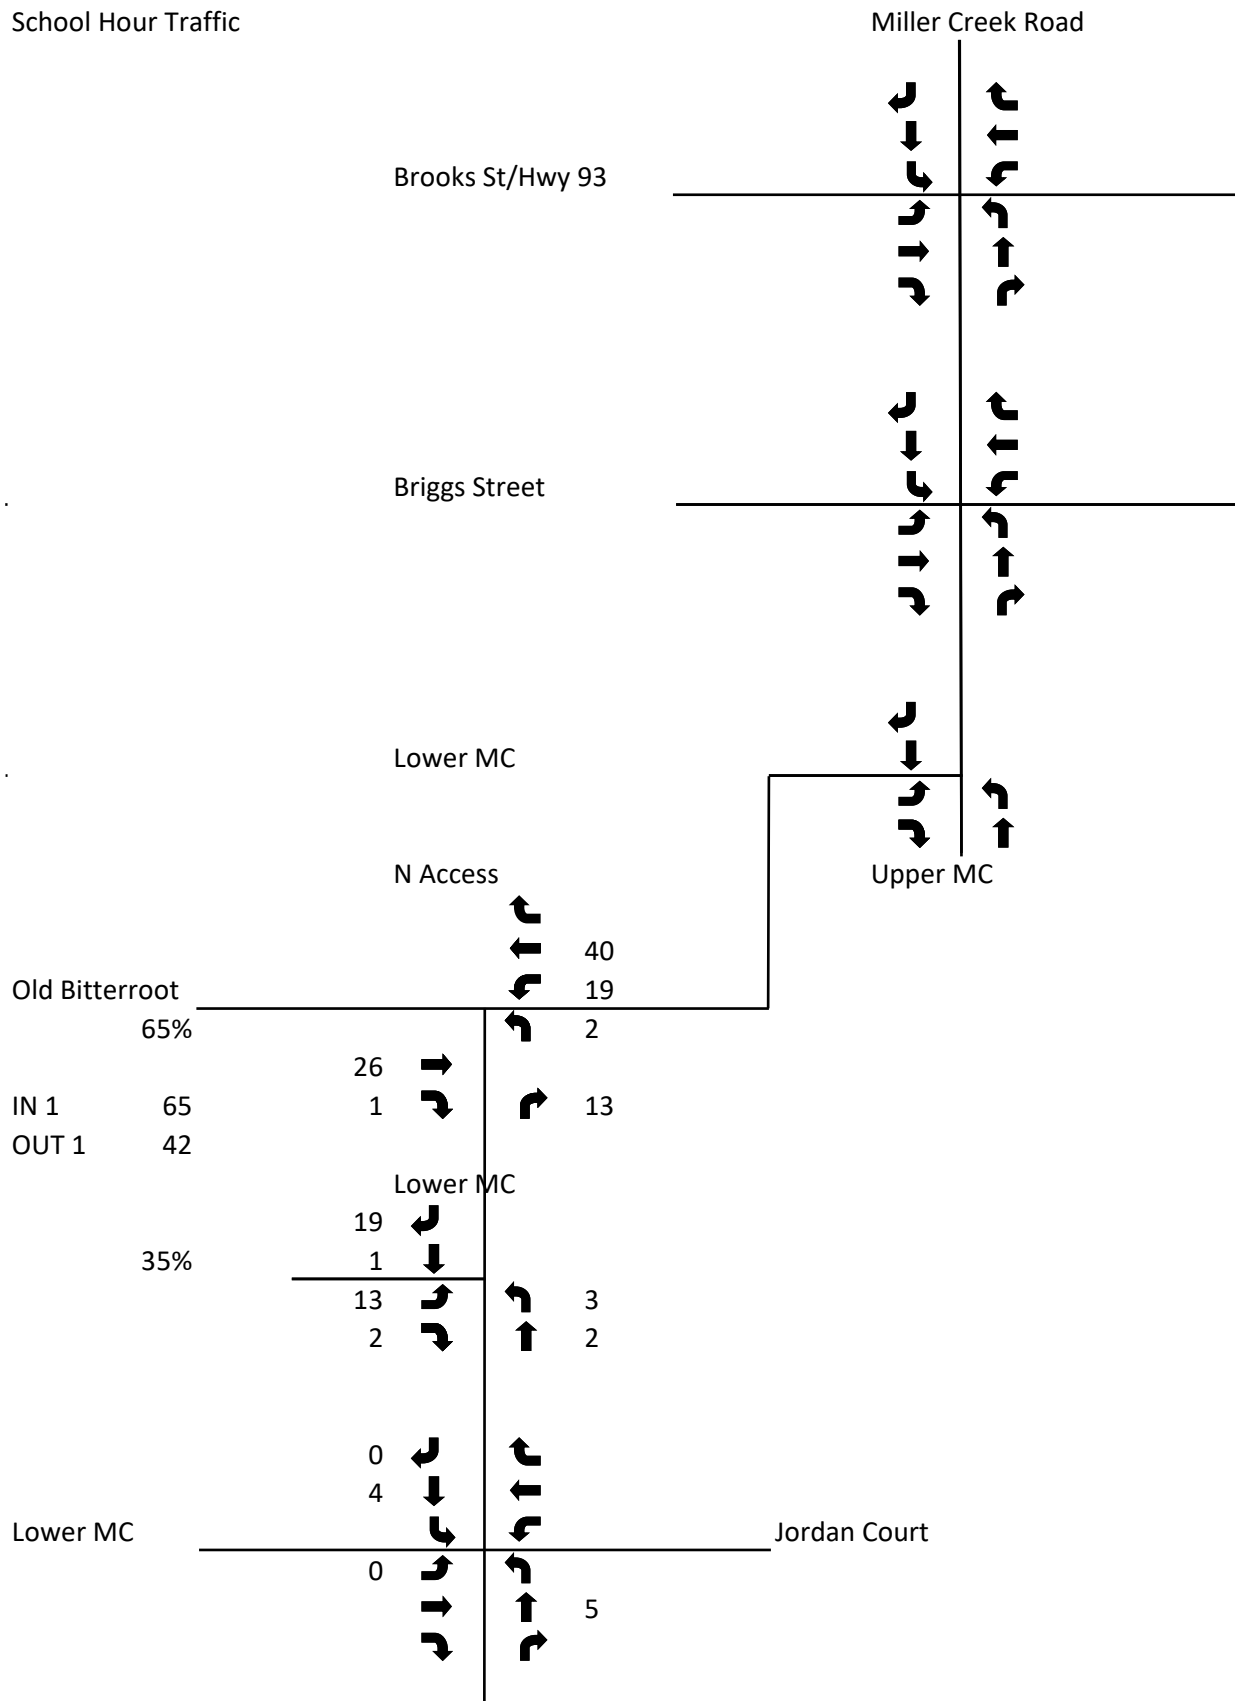 School Hour Traffic Miller Creek Road
Brooks St/Hwy 93
Briggs Street
.
Lower MC
.
N Access Upper MC
40
Old Bitterroot 19
65% 2
26
IN 1 65 1 13
OUT 1 42
Lower MC
19
35% 1
13 3
2 2
0
4
Lower MC Jordan Court
0
5